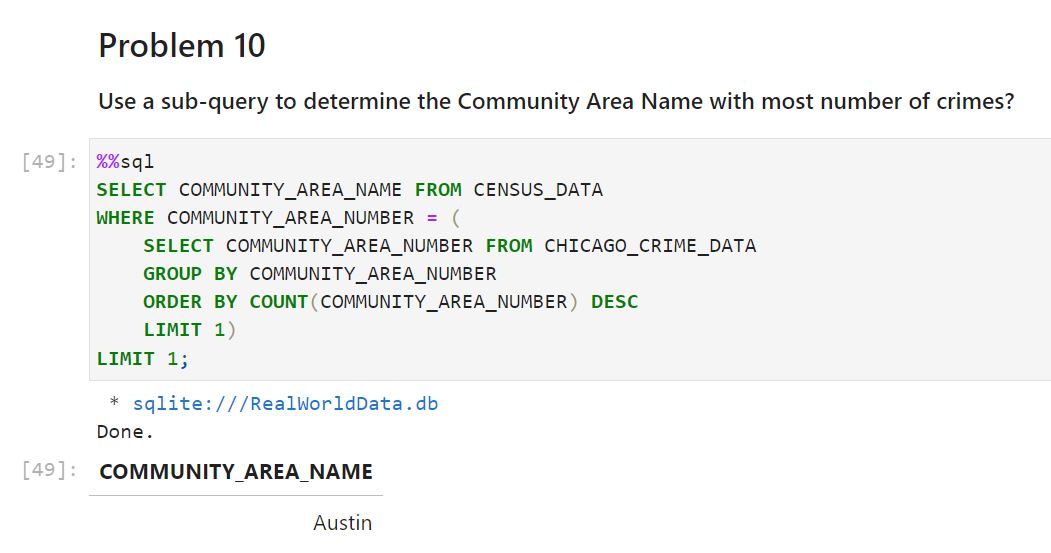 Problem 10
Use a sub-query to determine the Community Area Name with most number of crimes?
[49]: %%sql
SELECT COMMUNITY_AREA_NAME FROM CENSUS_DATA
WHERE COMMUNITY_AREA_NUMBER = (
    SELECT COMMUNITY_AREA_NUMBER FROM CHICAGO_CRIME_DATA
    GROUP BY COMMUNITY_AREA_NUMBER
    ORDER BY COUNT(COMMUNITY_AREA_NUMBER) DESC
    LIMIT 1)
LIMIT 1;
* sqlite:///RealWorldData.db
Done.
[49]: COMMUNITY_AREA_NAME
Austin